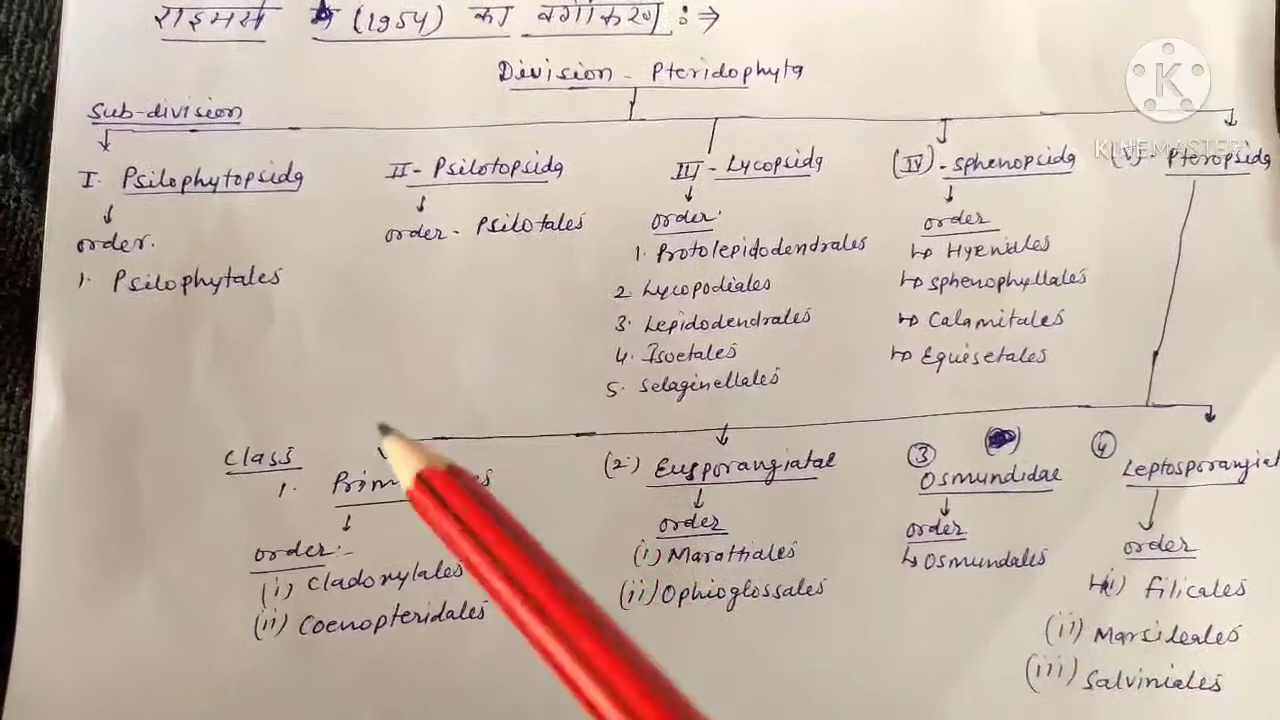 राइमर्स (1954) का वर्गीकरण :⇒
Division - Pteridophyta
Sub-division
I. Psilophytopsida
II - Psilotopsida
III - Lycopsida
(IV) - Sphenopsida
(V) - Pteropsida
order.
1. Psilophytales
order - Psilotales
order
1. Protolepidodendrales
2. Lycopodiales
3. Lepidodendrales
4. Isoetales
5. Selaginellales
order
Hyeniales
Sphenophyllales
Calamitales
Equisetales
Class
1.
order:-
(i) Cladoxylales
(ii) Coenopteridales
(2.) Eusporangiatae
order
(i) Marattiales
(ii) Ophioglossales
③
Osmundidae
order
Osmundales
④
Leptosporangiat
order
(i) Filicales
(ii) Marsileales
(iii) Salviniales
K
KINEMASTER